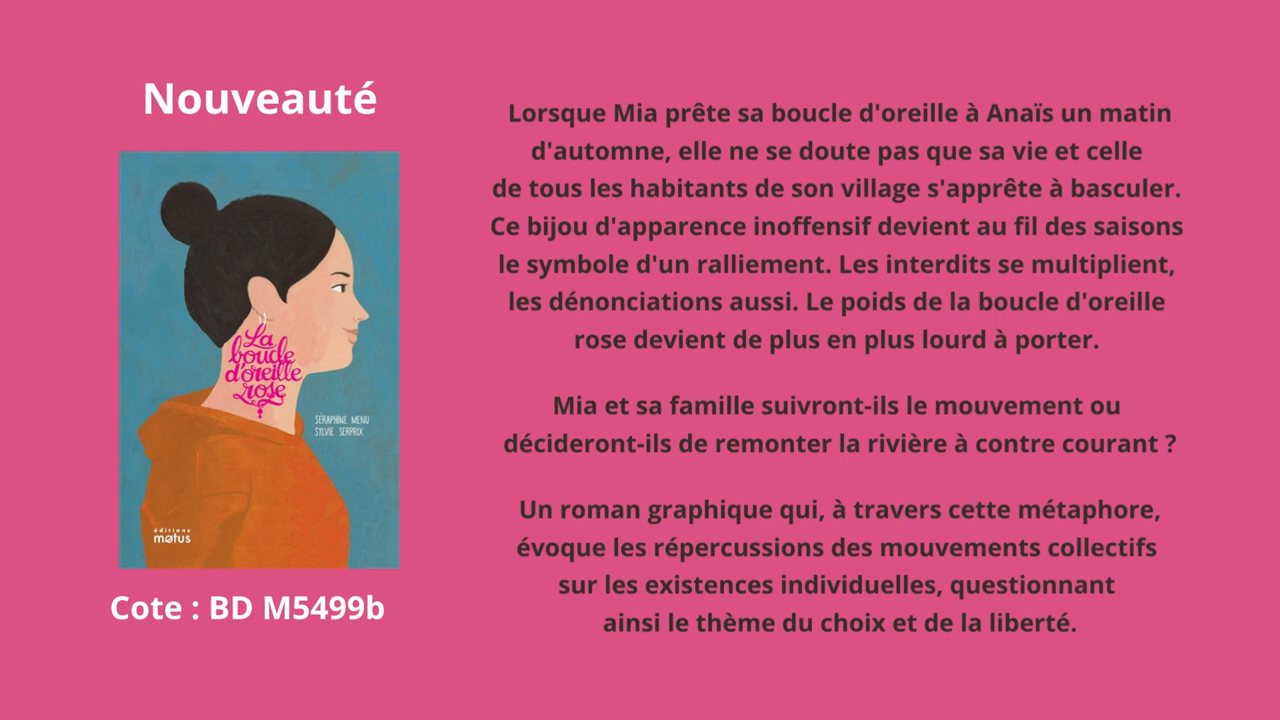 Nouveauté
La
boucle
d'oreille
rose
SÉRAPHINE MENU
SYLVIE SERPRIX
éditions
møtus
Cote : BD M5499b
Lorsque Mia prête sa boucle d'oreille à Anaïs un matin
d'automne, elle ne se doute pas que sa vie et celle
de tous les habitants de son village s'apprête à basculer.
Ce bijou d'apparence inoffensif devient au fil des saisons
le symbole d'un ralliement. Les interdits se multiplient,
les dénonciations aussi. Le poids de la boucle d'oreille
rose devient de plus en plus lourd à porter.
Mia et sa famille suivront-ils le mouvement ou
décideront-ils de remonter la rivière à contre courant ?
Un roman graphique qui, à travers cette métaphore,
évoque les répercussions des mouvements collectifs
sur les existences individuelles, questionnant
ainsi le thème du choix et de la liberté.